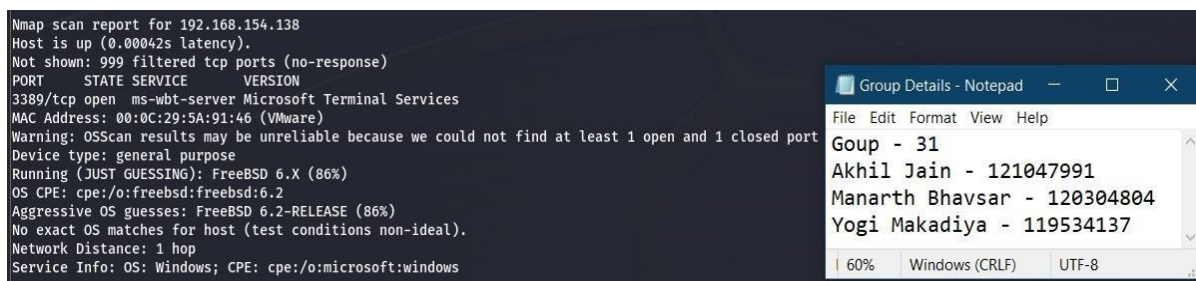 Nmap scan report for 192.168.154.138
Host is up (0.00042s latency).
Not shown: 999 filtered tcp ports (no-response)
PORT     STATE SERVICE       VERSION
3389/tcp open  ms-wbt-server Microsoft Terminal Services
MAC Address: 00:0C:29:5A:91:46 (VMware)
Warning: OSScan results may be unreliable because we could not find at least 1 open and 1 closed port
Device type: general purpose
Running (JUST GUESSING): FreeBSD 6.X (86%)
OS CPE: cpe:/o:freebsd:freebsd:6.2
Aggressive OS guesses: FreeBSD 6.2-RELEASE (86%)
No exact OS matches for host (test conditions non-ideal).
Network Distance: 1 hop
Service Info: OS: Windows; CPE: cpe:/o:microsoft:windows
Group Details - Notepad
File Edit Format View Help
Goup - 31
Akhil Jain - 121047991
Manarth Bhavsar - 120304804
Yogi Makadiya - 119534137
60% Windows (CRLF) UTF-8